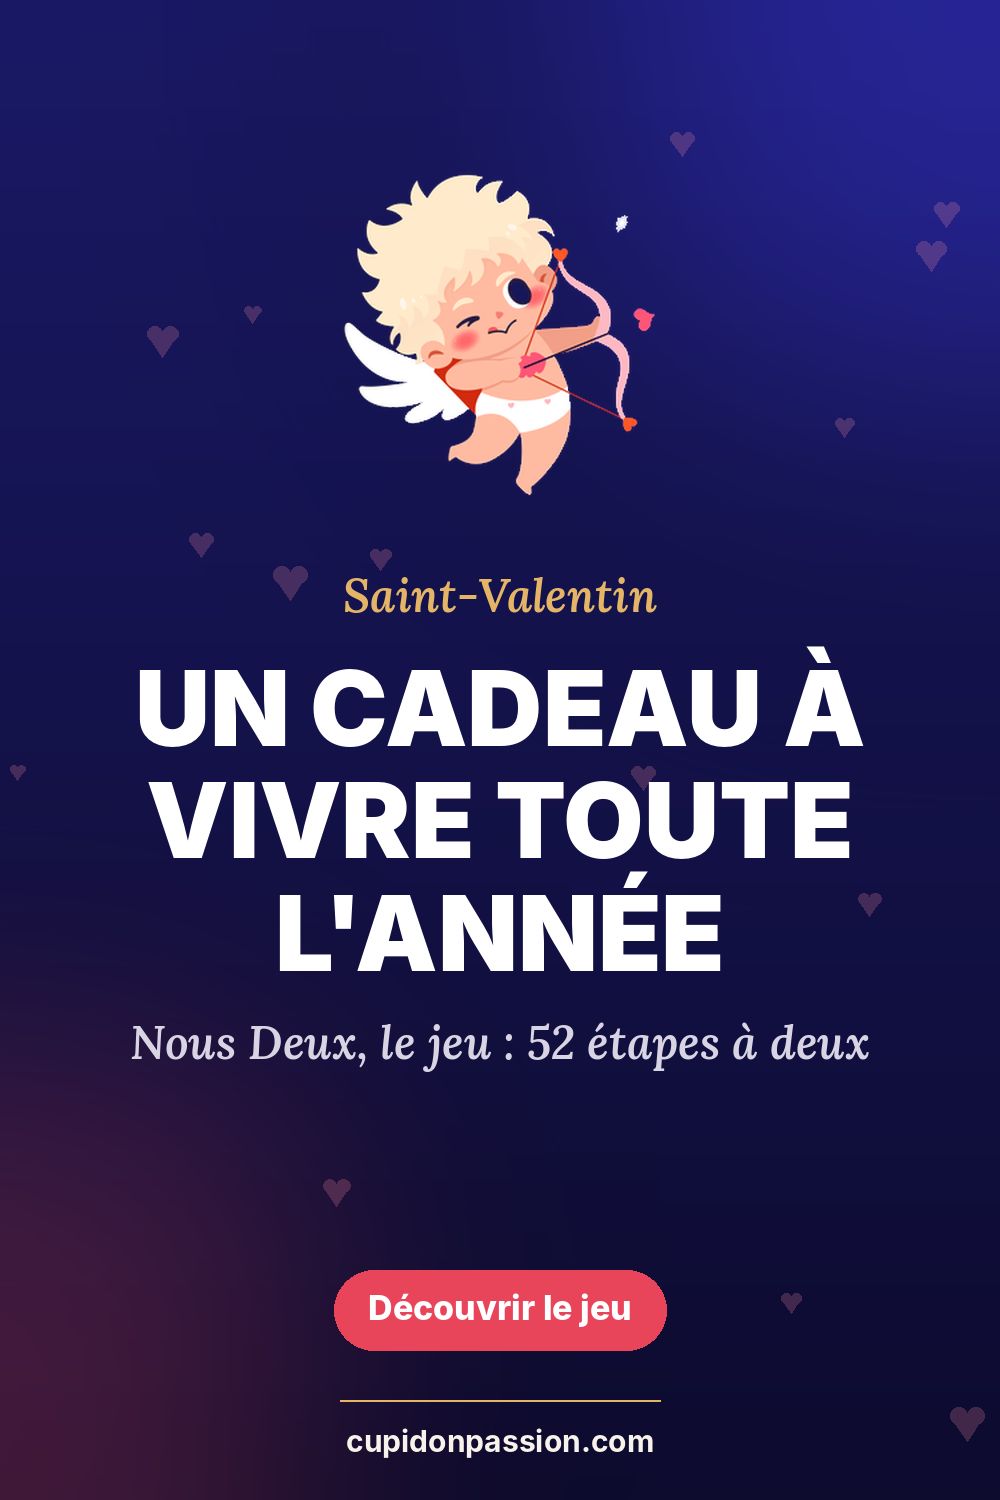 Saint-Valentin
UN CADEAU À
VIVRE TOUTE
L'ANNÉE
Nous Deux, le jeu : 52 étapes à deux
Découvrir le jeu
cupidonpassion.com